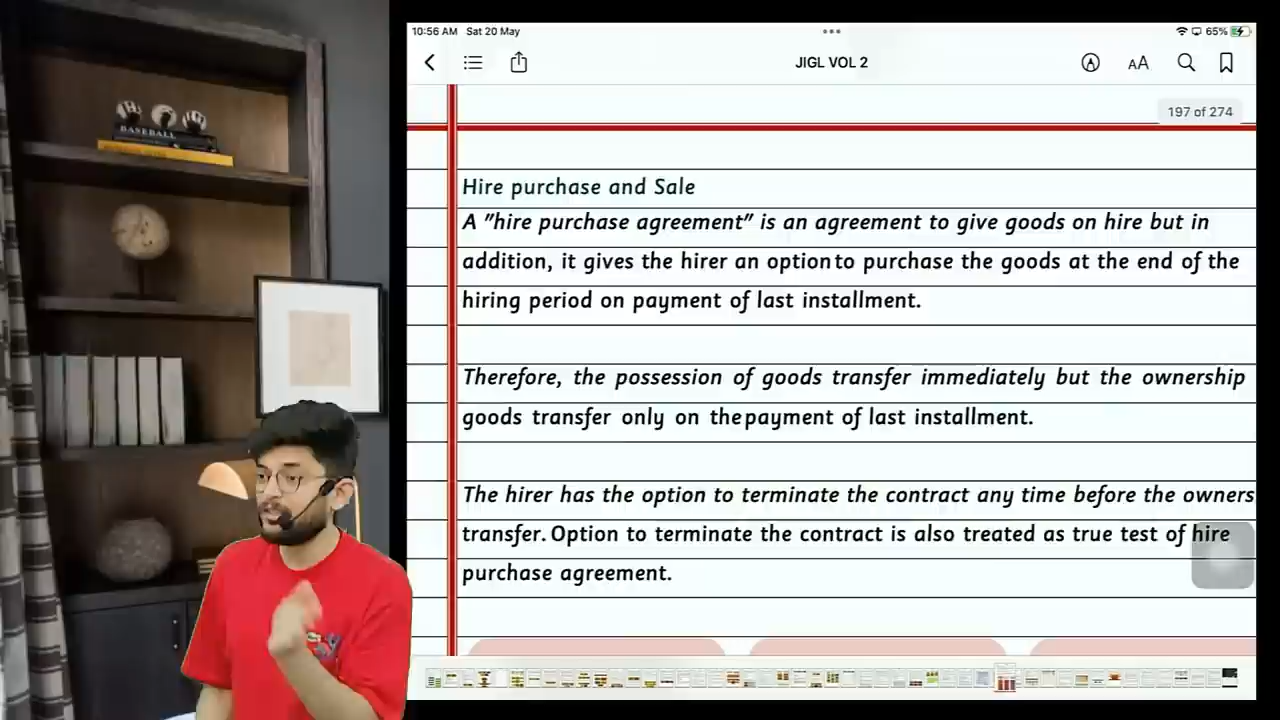 BASEBALL
10:56 AM Sat 20 May
65%
JIGL VOL 2
AA
197 of 274
Hire purchase and Sale
A "hire purchase agreement" is an agreement to give goods on hire but in
addition, it gives the hirer an optionto purchase the goods at the end of the
hiring period on payment of last installment.
Therefore, the possession of goods transfer immediately but the ownership
goods transfer only on thepayment of last installment.
The hirer has the option to terminate the contract any time before the owners
transfer. Option to terminate the contract is also treated as true test of hire
purchase agreement.